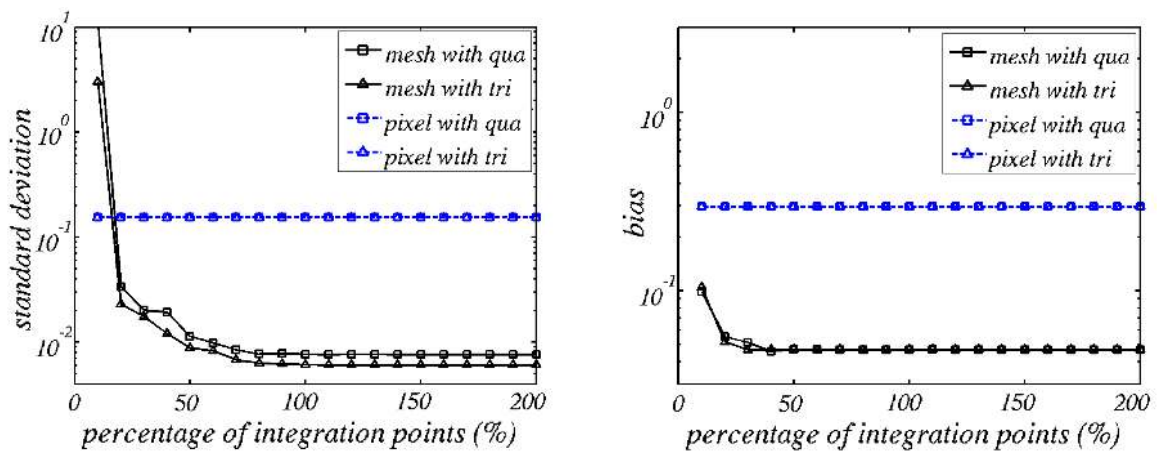 10^1
10^0
10^-1
10^-2
standard deviation
mesh with qua
mesh with tri
pixel with qua
pixel with tri
0 50 100 150 200
percentage of integration points (%)
10^0
10^-1
bias
mesh with qua
mesh with tri
pixel with qua
pixel with tri
0 50 100 150 200
percentage of integration points (%)